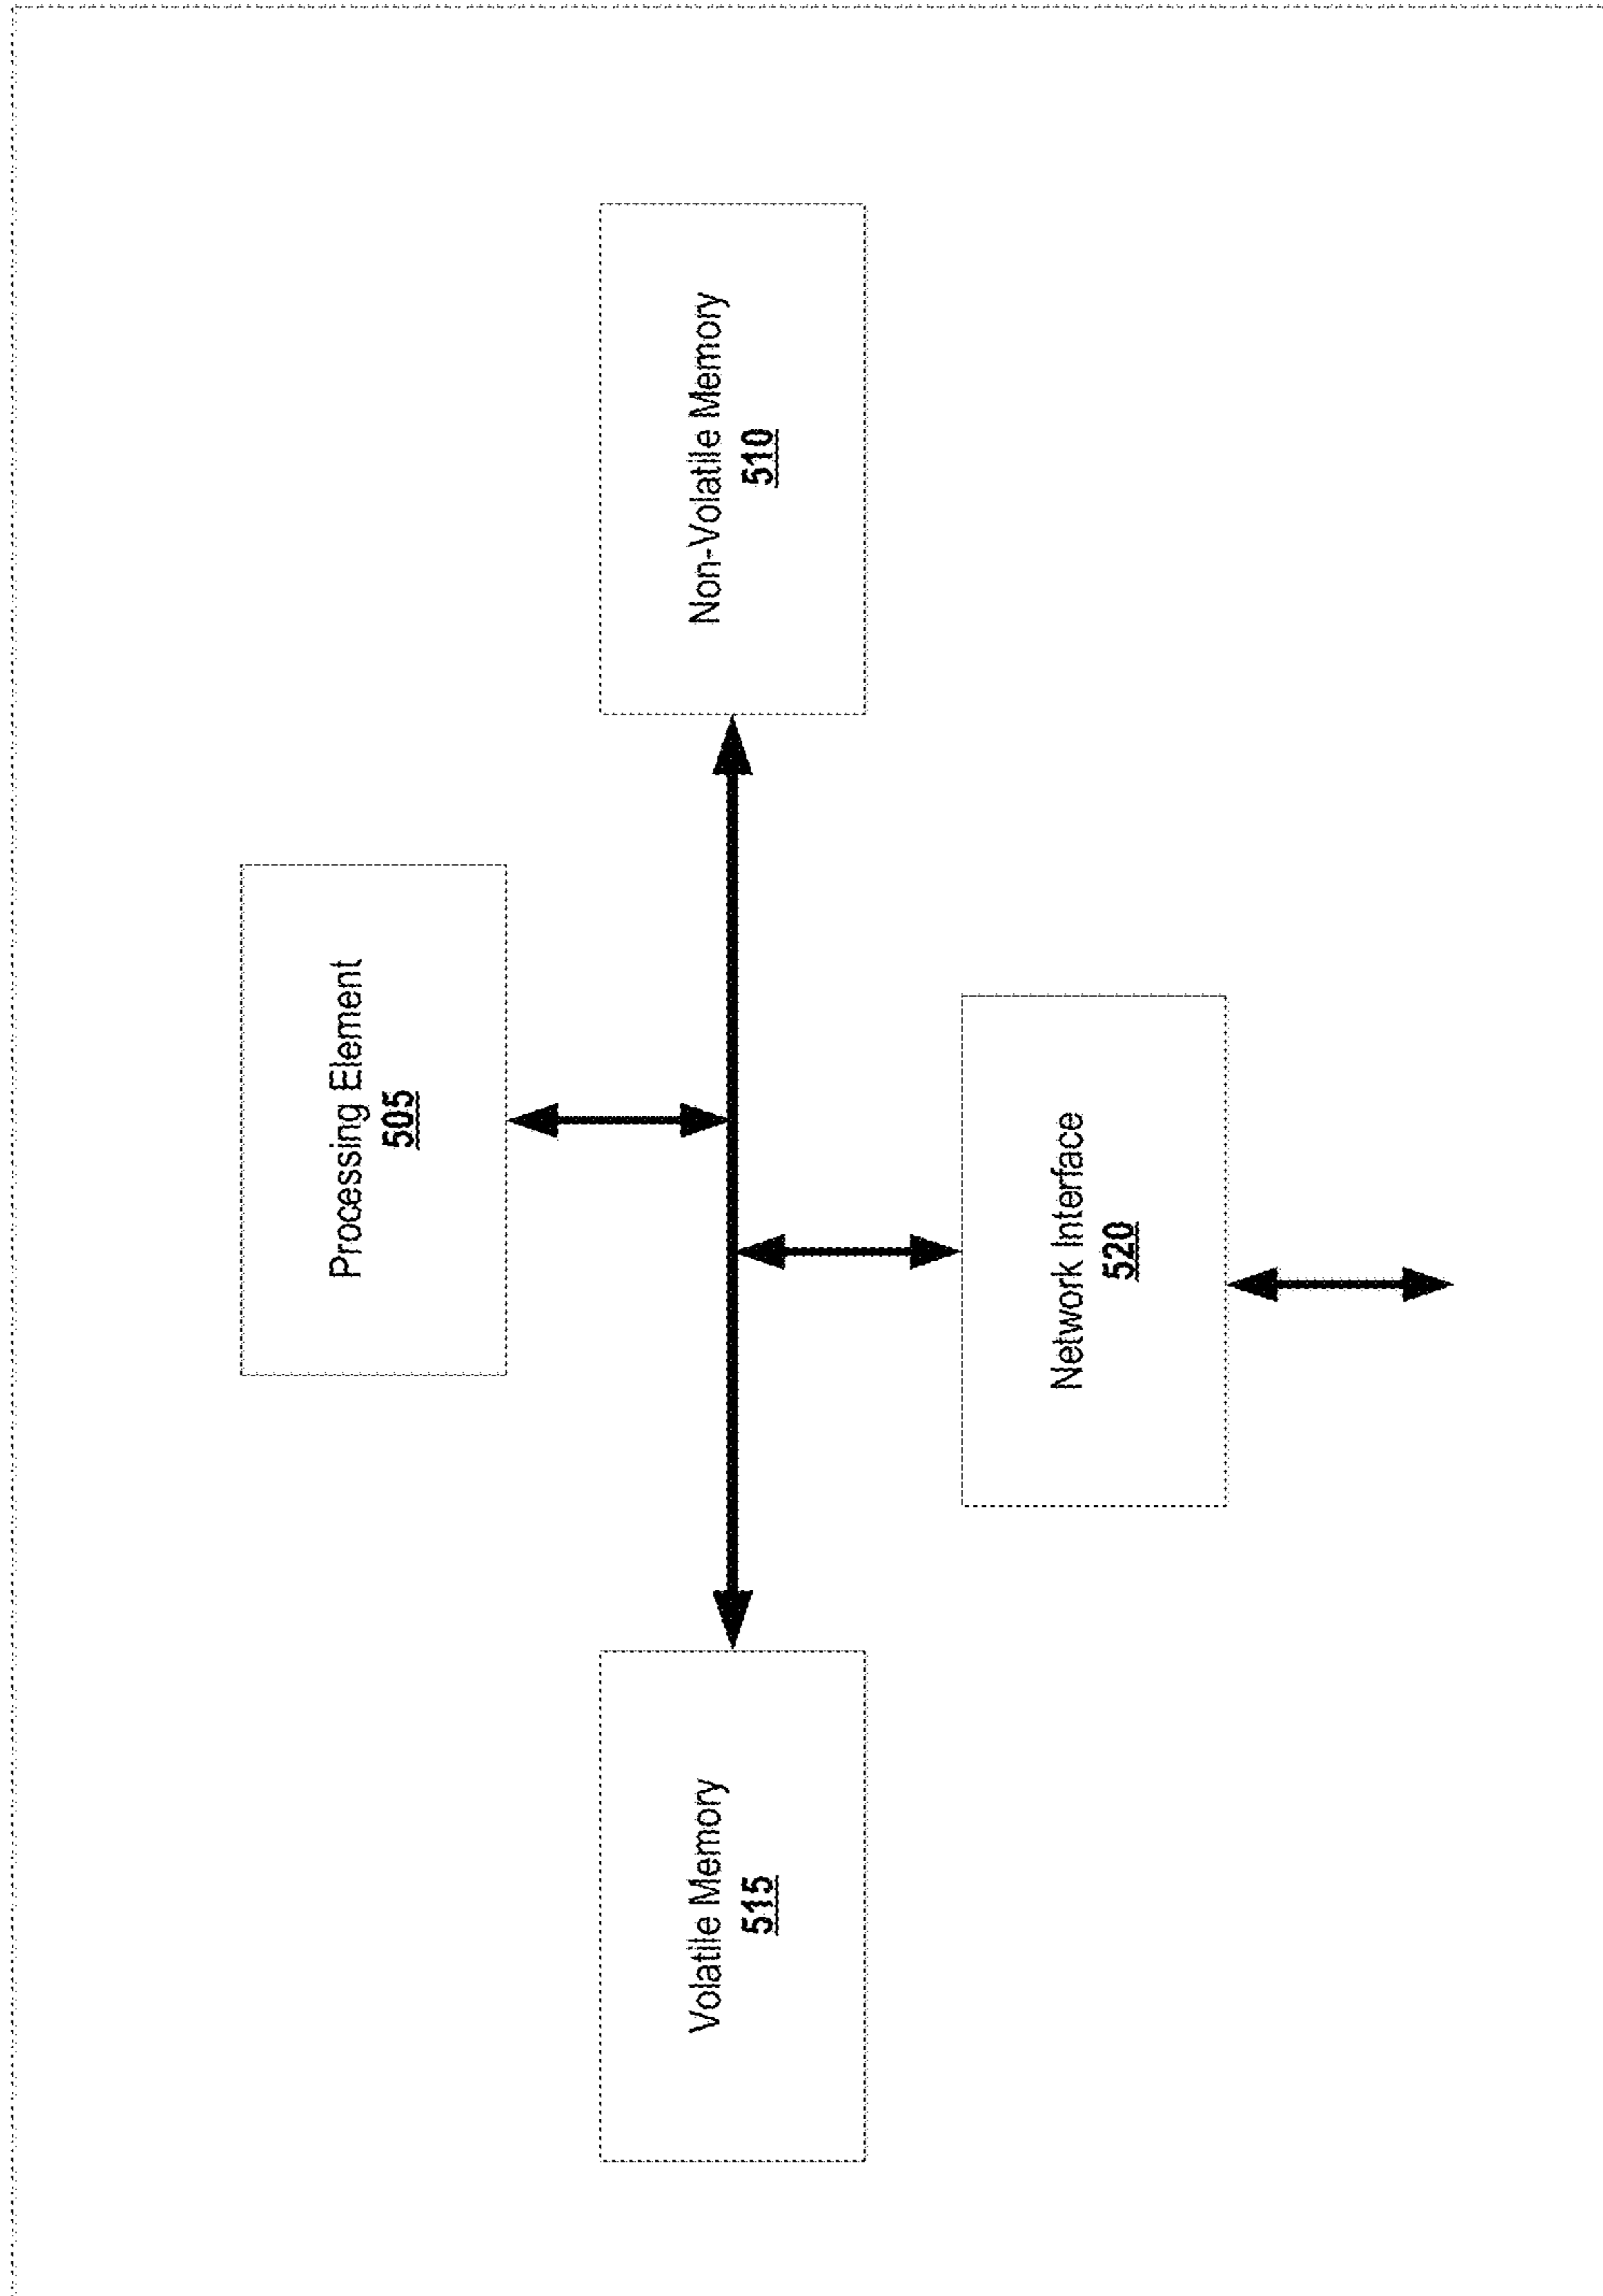 Processing Element
505
Volatile Memory
515
Non-Volatile Memory
510
Network Interface
520